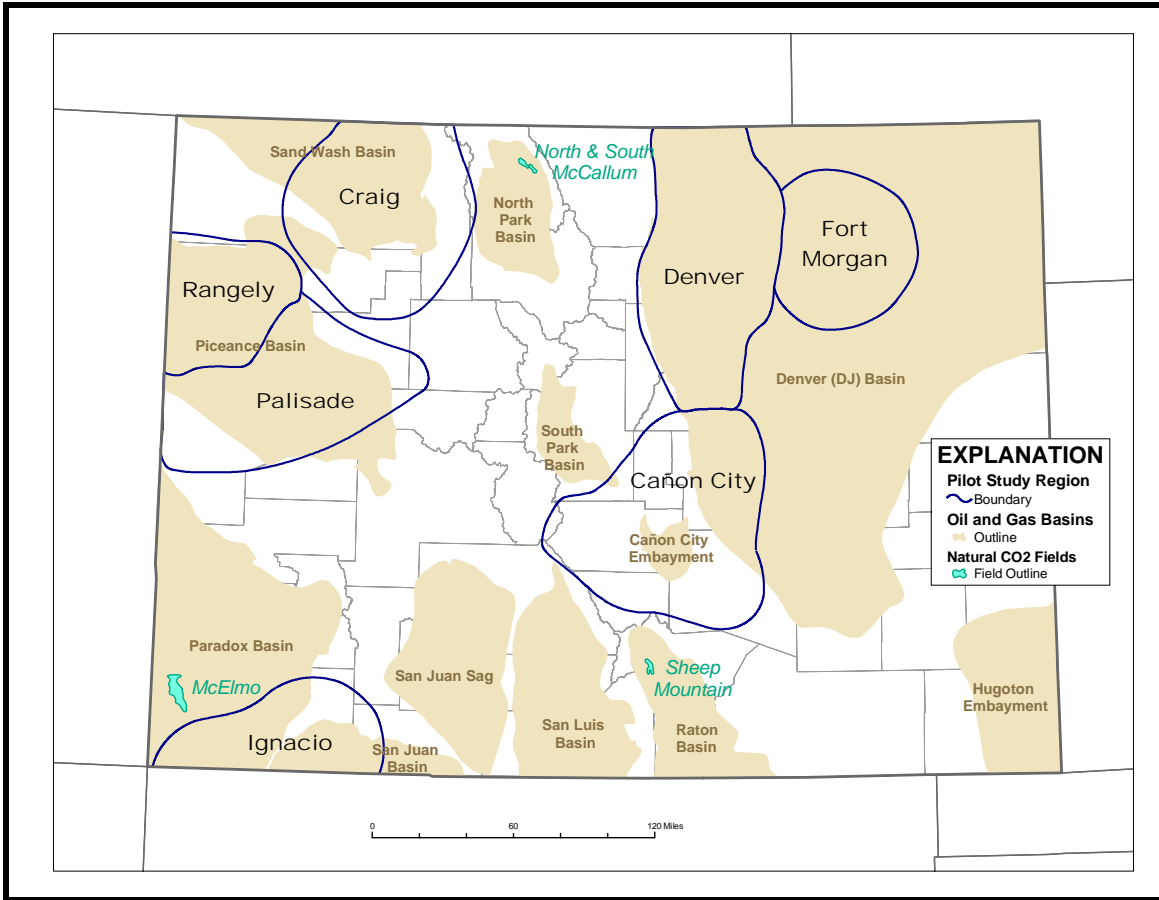 Sand Wash Basin
Craig
North & South
McCallum
North
Park
Basin
Fort
Morgan
Denver
Rangely
Piceance Basin
Palisade
Denver (DJ) Basin
South
Park
Basin
Cañon City
Cañon City
Embayment
EXPLANATION
Pilot Study Region
Boundary
Oil and Gas Basins
Outline
Natural CO2 Fields
Field Outline
Paradox Basin
McElmo
San Juan Sag
Sheep
Mountain
Hugoton
Embayment
Ignacio
San Juan
Basin
San Luis
Basin
Raton
Basin
0 60 120 Miles